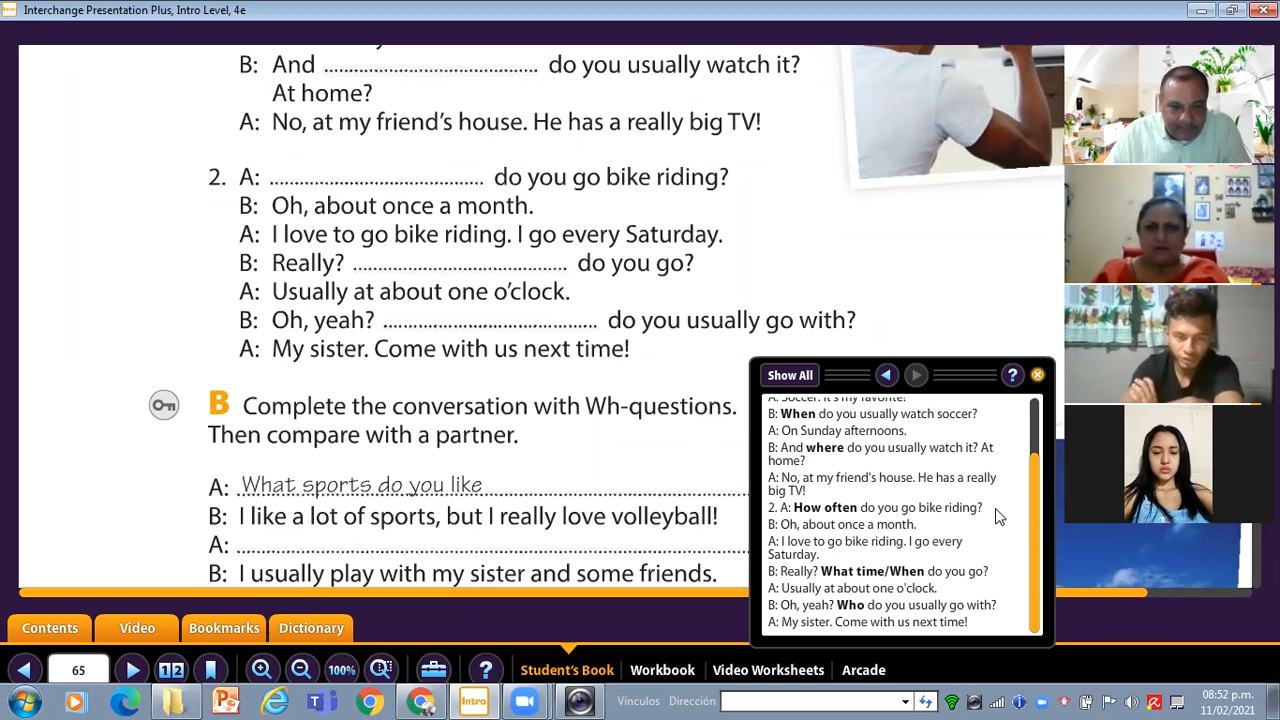 Interchange Presentation Plus, Intro Level, 4e
B: And ........................................ do you usually watch it?
At home?
A: No, at my friend's house. He has a really big TV!
2. A: ........................................ do you go bike riding?
B: Oh, about once a month.
A: I love to go bike riding. I go every Saturday.
B: Really? ........................................ do you go?
A: Usually at about one o'clock.
B: Oh, yeah? ........................................ do you usually go with?
A: My sister. Come with us next time!
B Complete the conversation with Wh-questions.
Then compare with a partner.
A: What sports do you like
B: I like a lot of sports, but I really love volleyball!
A: ........................................
B: I usually play with my sister and some friends.
Show All
?
A: Soccer. It's my favorite!
B: When do you usually watch soccer?
A: On Sunday afternoons.
B: And where do you usually watch it? At
home?
A: No, at my friend's house. He has a really
big TV!
2. A: How often do you go bike riding?
B: Oh, about once a month.
A: I love to go bike riding. I go every
Saturday.
B: Really? What time/When do you go?
A: Usually at about one o'clock.
B: Oh, yeah? Who do you usually go with?
A: My sister. Come with us next time!
Contents
Video
Bookmarks
Dictionary
65
12
100%
?
Student's Book
Workbook
Video Worksheets
Arcade
Intro
Vínculos
Dirección
08:52 p.m.
11/02/2021